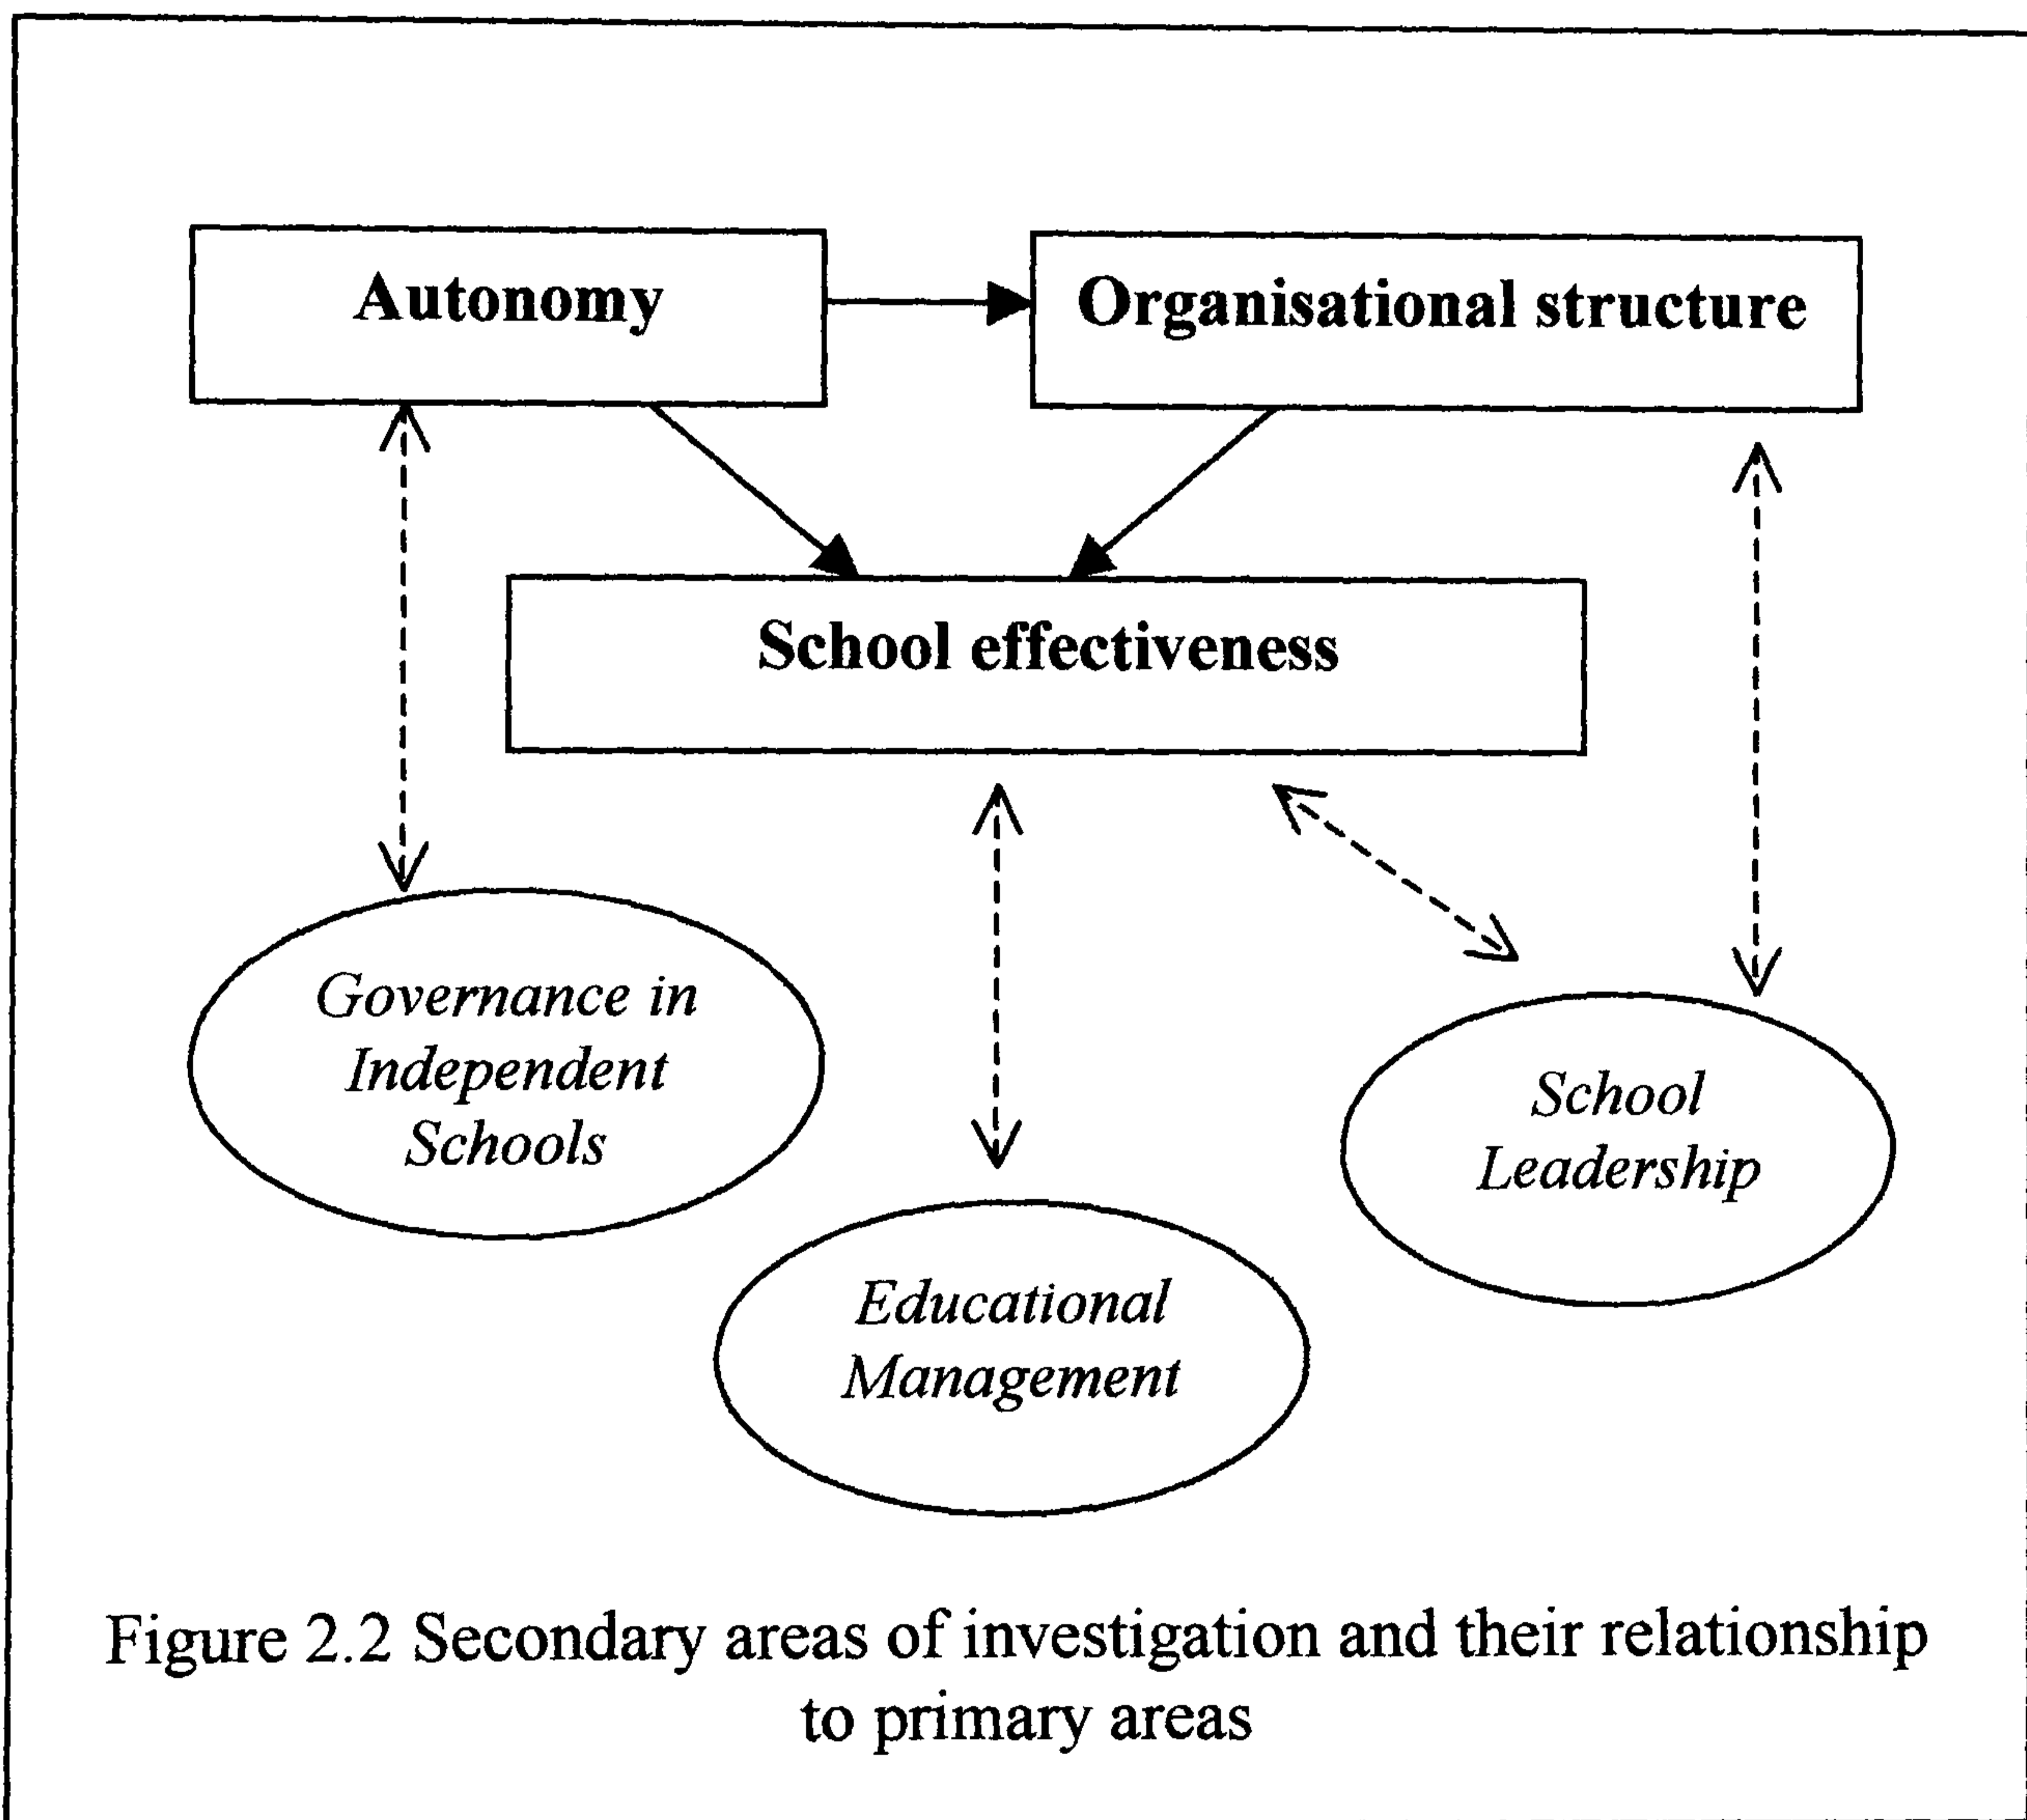 Autonomy
Organisational structure
School effectiveness
Governance in
Independent
Schools
School
Leadership
Educational
Management
Figure 2.2 Secondary areas of investigation and their relationship
to primary areas